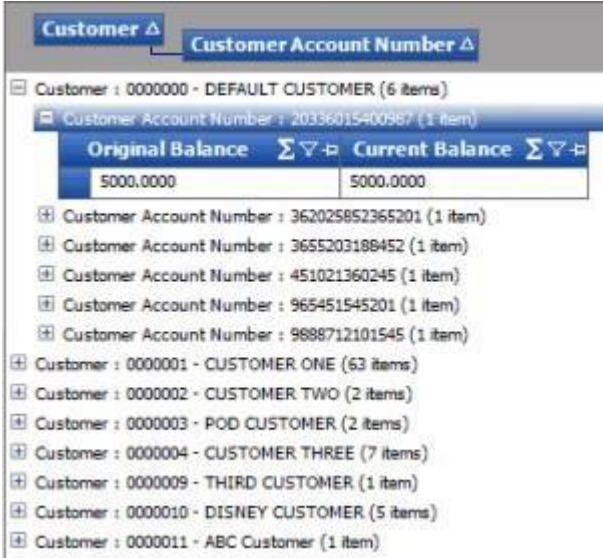 Customer
Customer Account Number
Customer : 0000000 - DEFAULT CUSTOMER (6 items)
Customer Account Number : 20336015400987 (1 item)
Original Balance Σ Current Balance Σ
5000.0000 5000.0000
Customer Account Number : 362025852365201 (1 item)
Customer Account Number : 3655203188452 (1 item)
Customer Account Number : 451021360245 (1 item)
Customer Account Number : 965451545201 (1 item)
Customer Account Number : 9888712101545 (1 item)
Customer : 0000001 - CUSTOMER ONE (63 items)
Customer : 0000002 - CUSTOMER TWO (2 items)
Customer : 0000003 - POD CUSTOMER (2 items)
Customer : 0000004 - CUSTOMER THREE (7 items)
Customer : 0000009 - THIRD CUSTOMER (1 item)
Customer : 0000010 - DISNEY CUSTOMER (5 items)
Customer : 0000011 - ABC Customer (1 item)